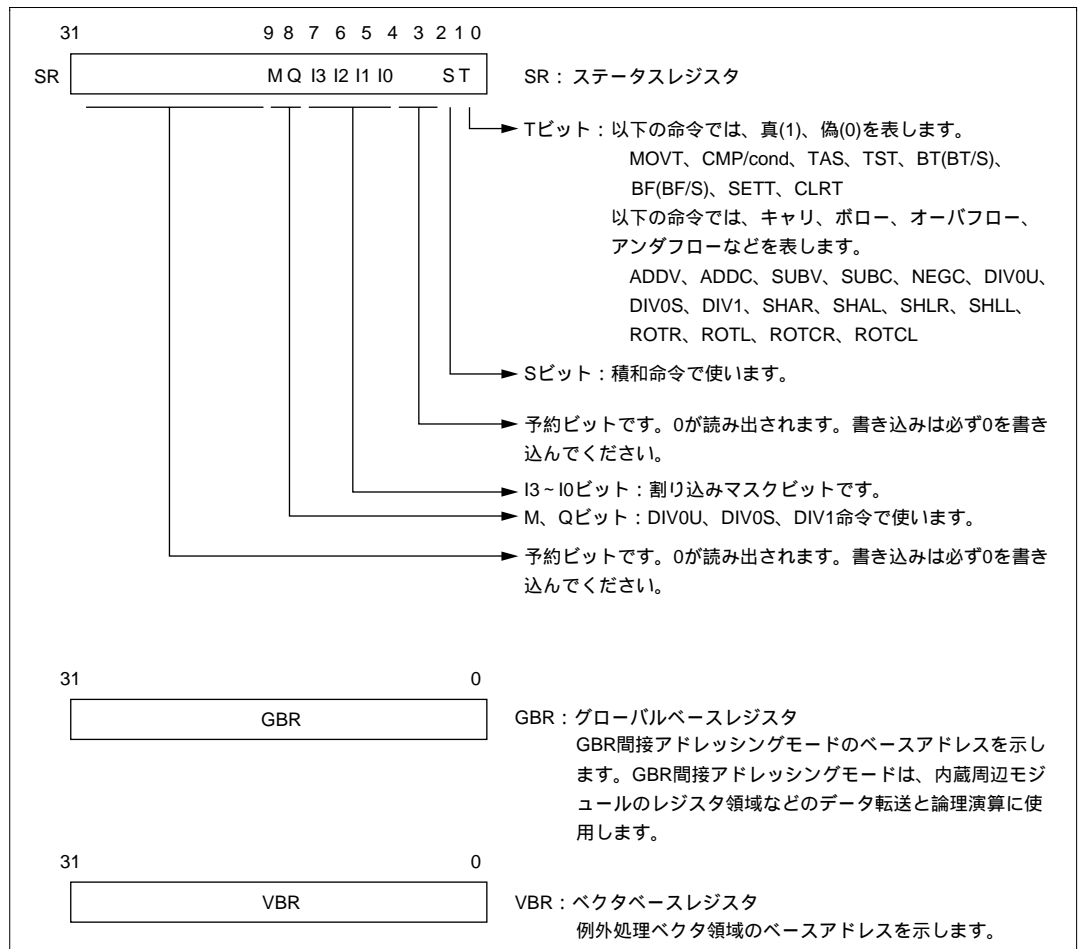 31 9 8 7 6 5 4 3 2 1 0
SR M Q I3 I2 I1 I0 S T SR：ステータスレジスタ
Tビット：以下の命令では、真(1)、偽(0)を表します。
MOVT、CMP/cond、TAS、TST、BT(BT/S)、
BF(BF/S)、SETT、CLRT
以下の命令では、キャリ、ボロー、オーバフロー、
アンダフローなどを表します。
ADDV、ADDC、SUBV、SUBC、NEGC、DIV0U、
DIV0S、DIV1、SHAR、SHAL、SHLR、SHLL、
ROTR、ROTL、ROTCR、ROTCL
Sビット：積和命令で使います。
予約ビットです。0が読み出されます。書き込みは必ず0を書き
込んでください。
I3～I0ビット：割り込みマスクビットです。
M、Qビット：DIV0U、DIV0S、DIV1命令で使います。
予約ビットです。0が読み出されます。書き込みは必ず0を書き
込んでください。
31 0
GBR GBR：グローバルベースレジスタ
GBR間接アドレッシングモードのベースアドレスを示し
ます。GBR間接アドレッシングモードは、内蔵周辺モジ
ュールのレジスタ領域などのデータ転送と論理演算に使
用します。
31 0
VBR VBR：ベクタベースレジスタ
例外処理ベクタ領域のベースアドレスを示します。